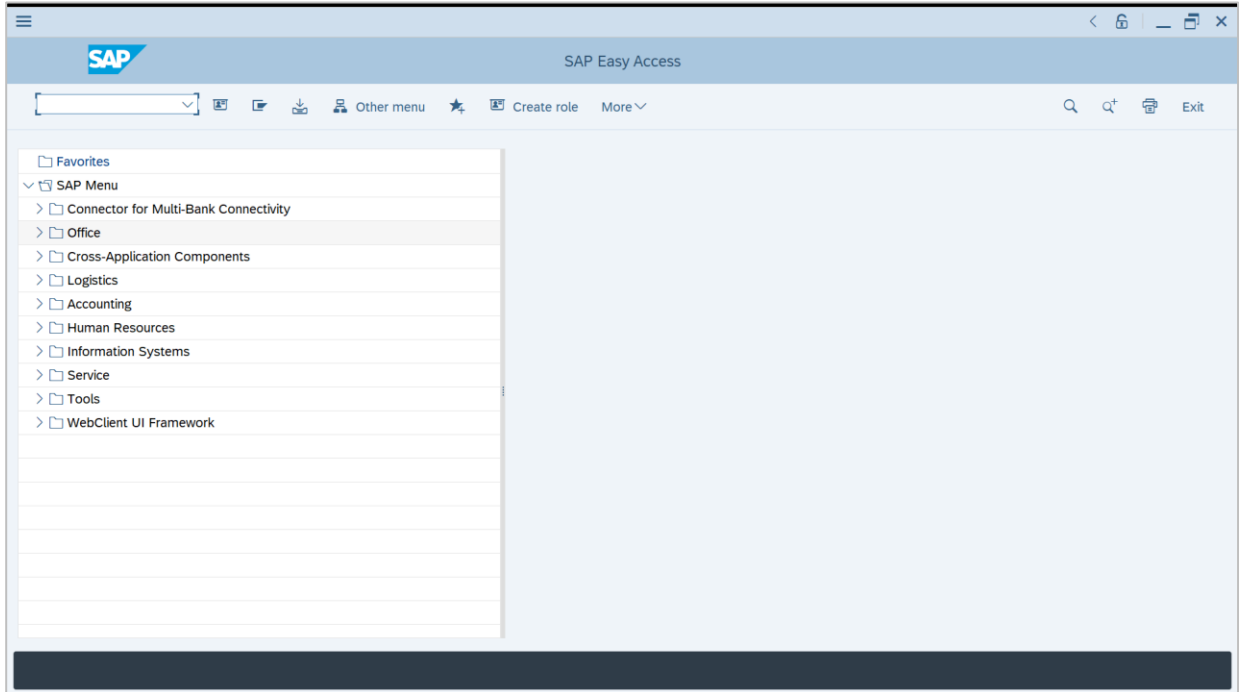 SAP
SAP Easy Access
Other menu Create role More Exit
Favorites
SAP Menu
Connector for Multi-Bank Connectivity
Office
Cross-Application Components
Logistics
Accounting
Human Resources
Information Systems
Service
Tools
WebClient UI Framework